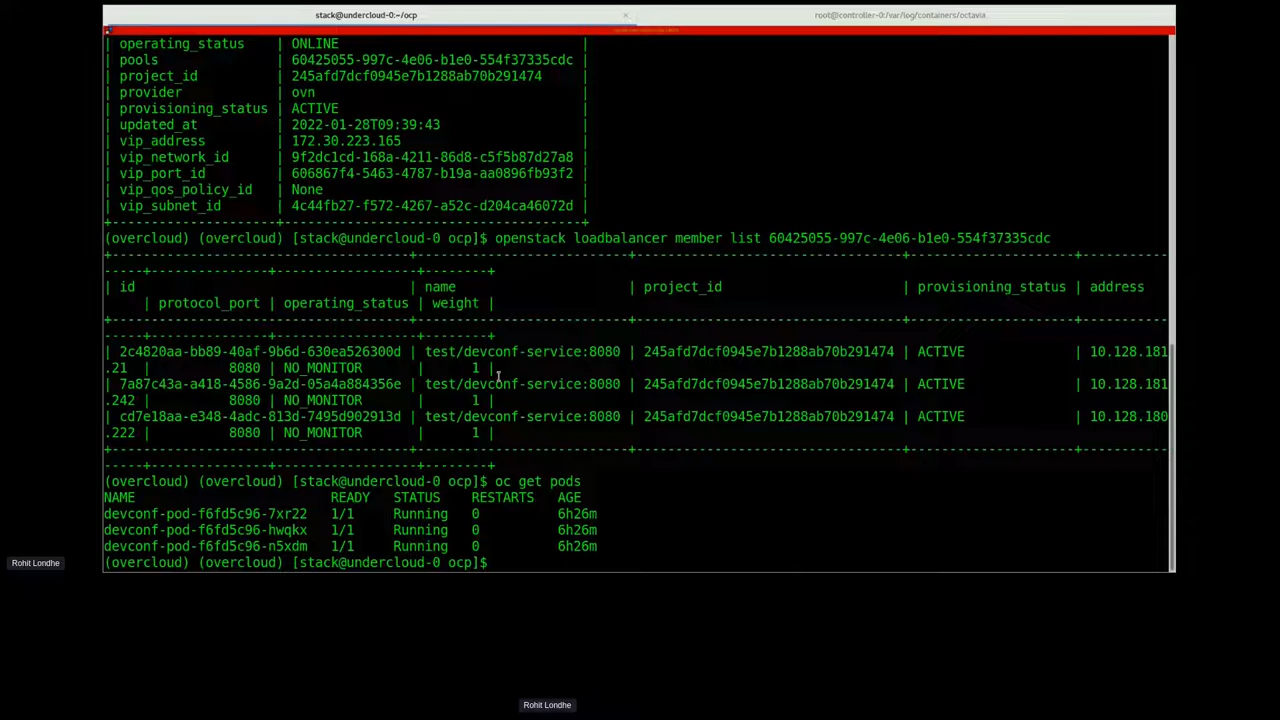 stack@undercloud-0:~/ocp
root@controller-0:/var/log/containers/octavia
| operating_status | ONLINE |
| pools | 60425055-997c-4e06-b1e0-554f37335cdc |
| project_id | 245afd7dcf0945e7b1288ab70b291474 |
| provider | ovn |
| provisioning_status | ACTIVE |
| updated_at | 2022-01-28T09:39:43 |
| vip_address | 172.30.223.165 |
| vip_network_id | 9f2dc1cd-168a-4211-86d8-c5f5b87d27a8 |
| vip_port_id | 606867f4-5463-4787-b19a-aa0896fb93f2 |
| vip_qos_policy_id | None |
| vip_subnet_id | 4c44fb27-f572-4267-a52c-d204ca46072d |
+--------------------+--------------------------------------+
(overcloud) (overcloud) [stack@undercloud-0 ocp]$ openstack loadbalancer member list 60425055-997c-4e06-b1e0-554f37335cdc
| id | name | project_id | provisioning_status | address
| protocol_port | operating_status | weight |
| 2c4820aa-bb89-40af-9b6d-630ea526300d | test/devconf-service:8080 | 245afd7dcf0945e7b1288ab70b291474 | ACTIVE | 10.128.181
.21 | 8080 | NO_MONITOR | 1 |
| 7a87c43a-a418-4586-9a2d-05a4a884356e | test/devconf-service:8080 | 245afd7dcf0945e7b1288ab70b291474 | ACTIVE | 10.128.181
.242 | 8080 | NO_MONITOR | 1 |
| cd7e18aa-e348-4adc-813d-7495d902913d | test/devconf-service:8080 | 245afd7dcf0945e7b1288ab70b291474 | ACTIVE | 10.128.180
.222 | 8080 | NO_MONITOR | 1 |
(overcloud) (overcloud) [stack@undercloud-0 ocp]$ oc get pods
NAME READY STATUS RESTARTS AGE
devconf-pod-f6fd5c96-7xr22 1/1 Running 0 6h26m
devconf-pod-f6fd5c96-hwqkx 1/1 Running 0 6h26m
devconf-pod-f6fd5c96-n5xdm 1/1 Running 0 6h26m
(overcloud) (overcloud) [stack@undercloud-0 ocp]$
Rohit Londhe
Rohit Londhe